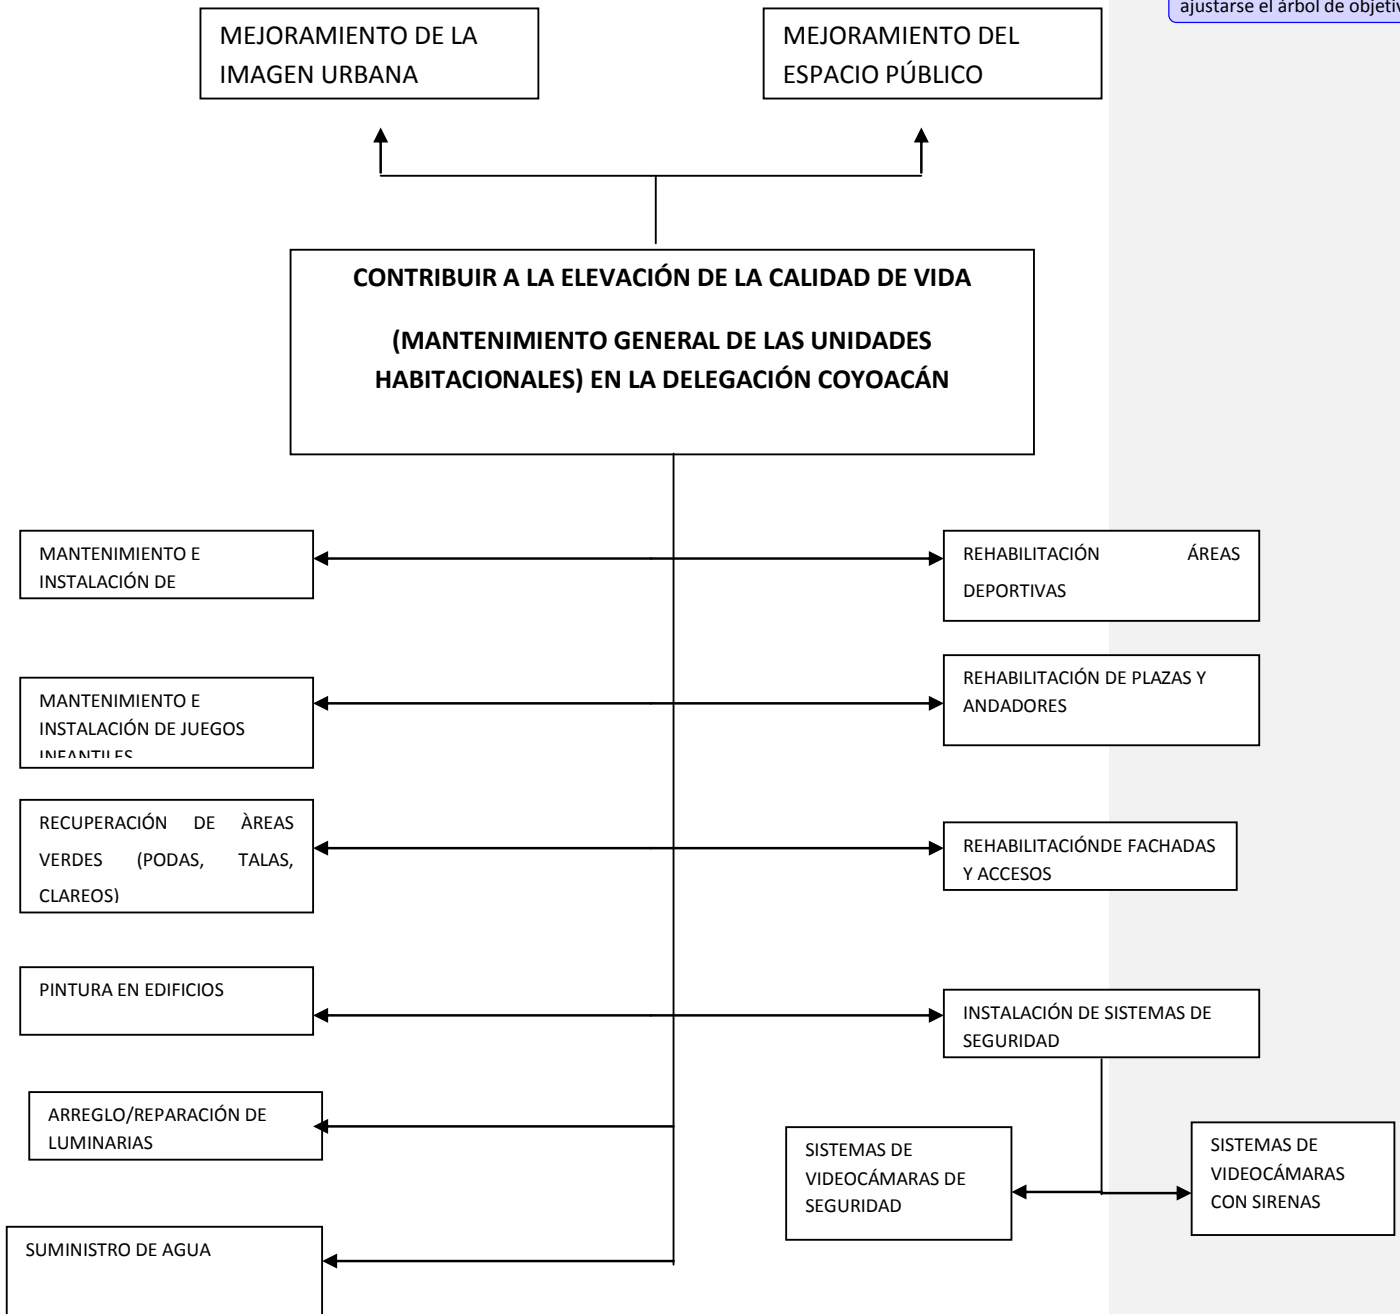 ajustarse el árbol de objetiv
MEJORAMIENTO DE LA
IMAGEN URBANA
MEJORAMIENTO DEL
ESPACIO PÚBLICO
CONTRIBUIR A LA ELEVACIÓN DE LA CALIDAD DE VIDA
(MANTENIMIENTO GENERAL DE LAS UNIDADES
HABITACIONALES) EN LA DELEGACIÓN COYOACÁN
MANTENIMIENTO E
INSTALACIÓN DE
REHABILITACIÓN ÁREAS
DEPORTIVAS
MANTENIMIENTO E
INSTALACIÓN DE JUEGOS
INFANTILES
REHABILITACIÓN DE PLAZAS Y
ANDADORES
RECUPERACIÓN DE ÀREAS
VERDES (PODAS, TALAS,
CLAREOS)
REHABILITACIÓNDE FACHADAS
Y ACCESOS
PINTURA EN EDIFICIOS
INSTALACIÓN DE SISTEMAS DE
SEGURIDAD
ARREGLO/REPARACIÓN DE
LUMINARIAS
SISTEMAS DE
VIDEOCÁMARAS DE
SEGURIDAD
SISTEMAS DE
VIDEOCÁMARAS
CON SIRENAS
SUMINISTRO DE AGUA